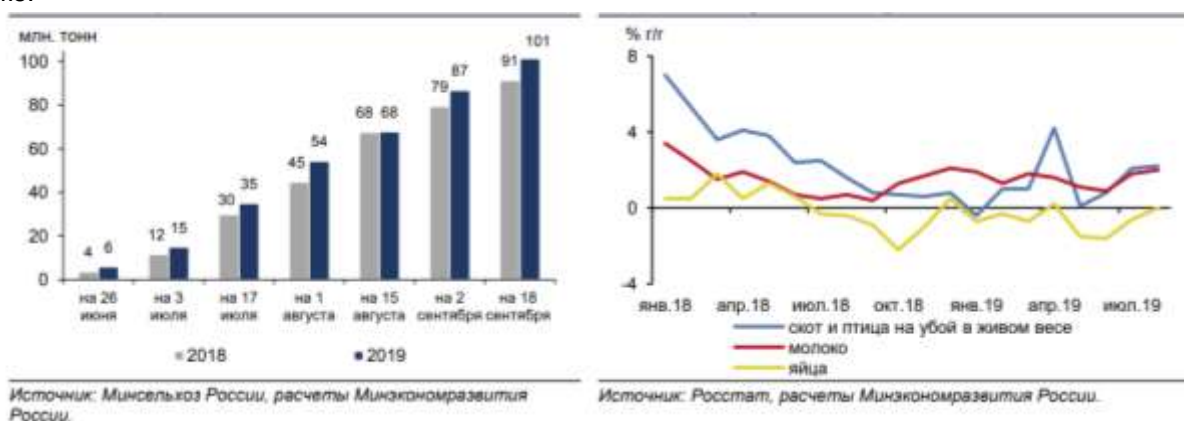 млн. тонн
100
80
60
40
20
0
4 6
12 15
30 35
45 54
68 68
79 87
91 101
на 26 июня
на 3 июля
на 17 июля
на 1 августа
на 15 августа
на 2 сентября
на 18 сентября
2018 2019
Источник: Минсельхоз России, расчеты Минэкономразвития
России.
% г/г
8
4
0
-4
янв.18 апр.18 июл.18 окт.18 янв.19 апр.19 июл.19
скот и птица на убой в живом весе
молоко
яйца
Источник: Росстат, расчеты Минэкономразвития России.